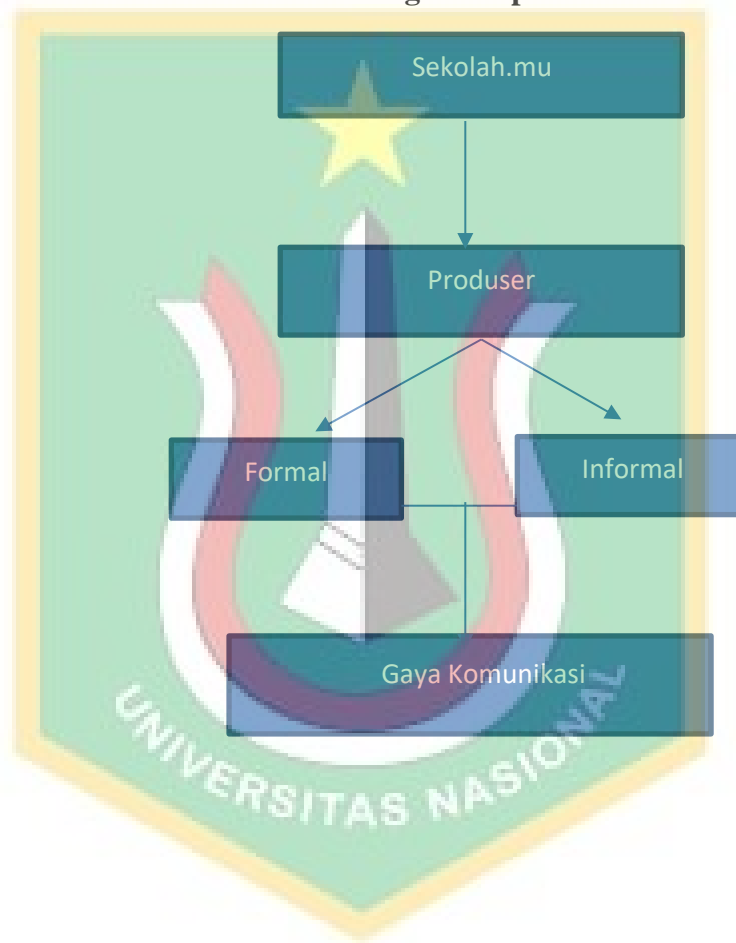 Sekolah.mu
Produser
Formal
Informal
Gaya Komunikasi
UNIVERSITAS NASIONAL